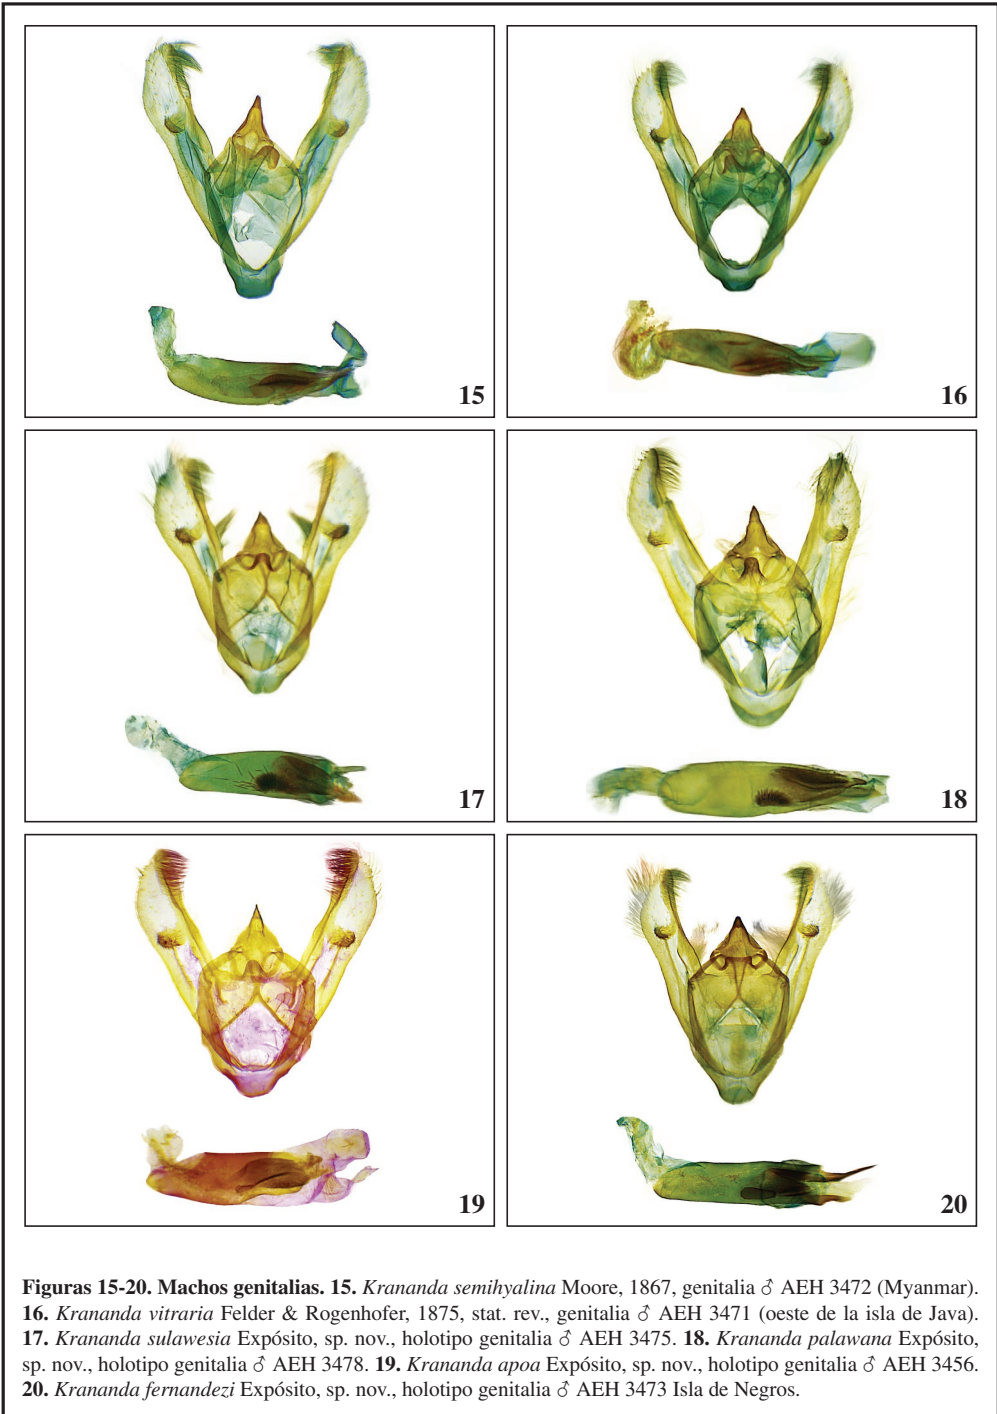 15
16
17
18
19
20
Figuras 15-20. Machos genitalias. 15. Krananda semihyalina Moore, 1867, genitalia ♂ AEH 3472 (Myanmar).
16. Krananda vitraria Felder & Rogenhofer, 1875, stat. rev., genitalia ♂ AEH 3471 (oeste de la isla de Java).
17. Krananda sulawesia Expósito, sp. nov., holotipo genitalia ♂ AEH 3475. 18. Krananda palawana Expósito,
sp. nov., holotipo genitalia ♂ AEH 3478. 19. Krananda apoa Expósito, sp. nov., holotipo genitalia ♂ AEH 3456.
20. Krananda fernandezi Expósito, sp. nov., holotipo genitalia ♂ AEH 3473 Isla de Negros.